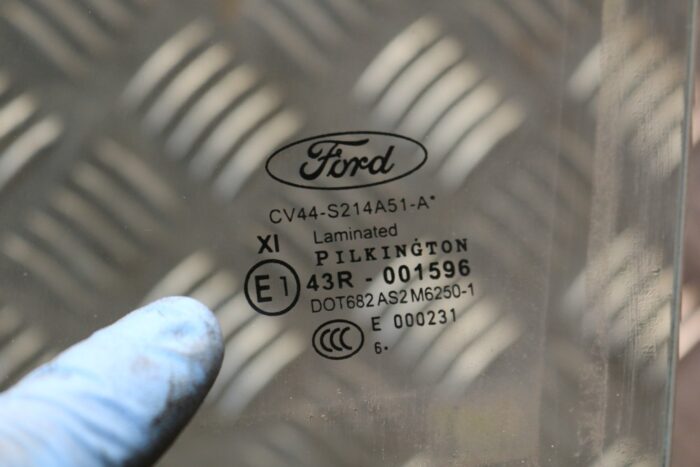 Ford
CV44-S214A51-A*
XI Laminated
PILKINGTON
E1 43R - 001596
DOT682 AS2 M6250-1
CCC E 000231
6.